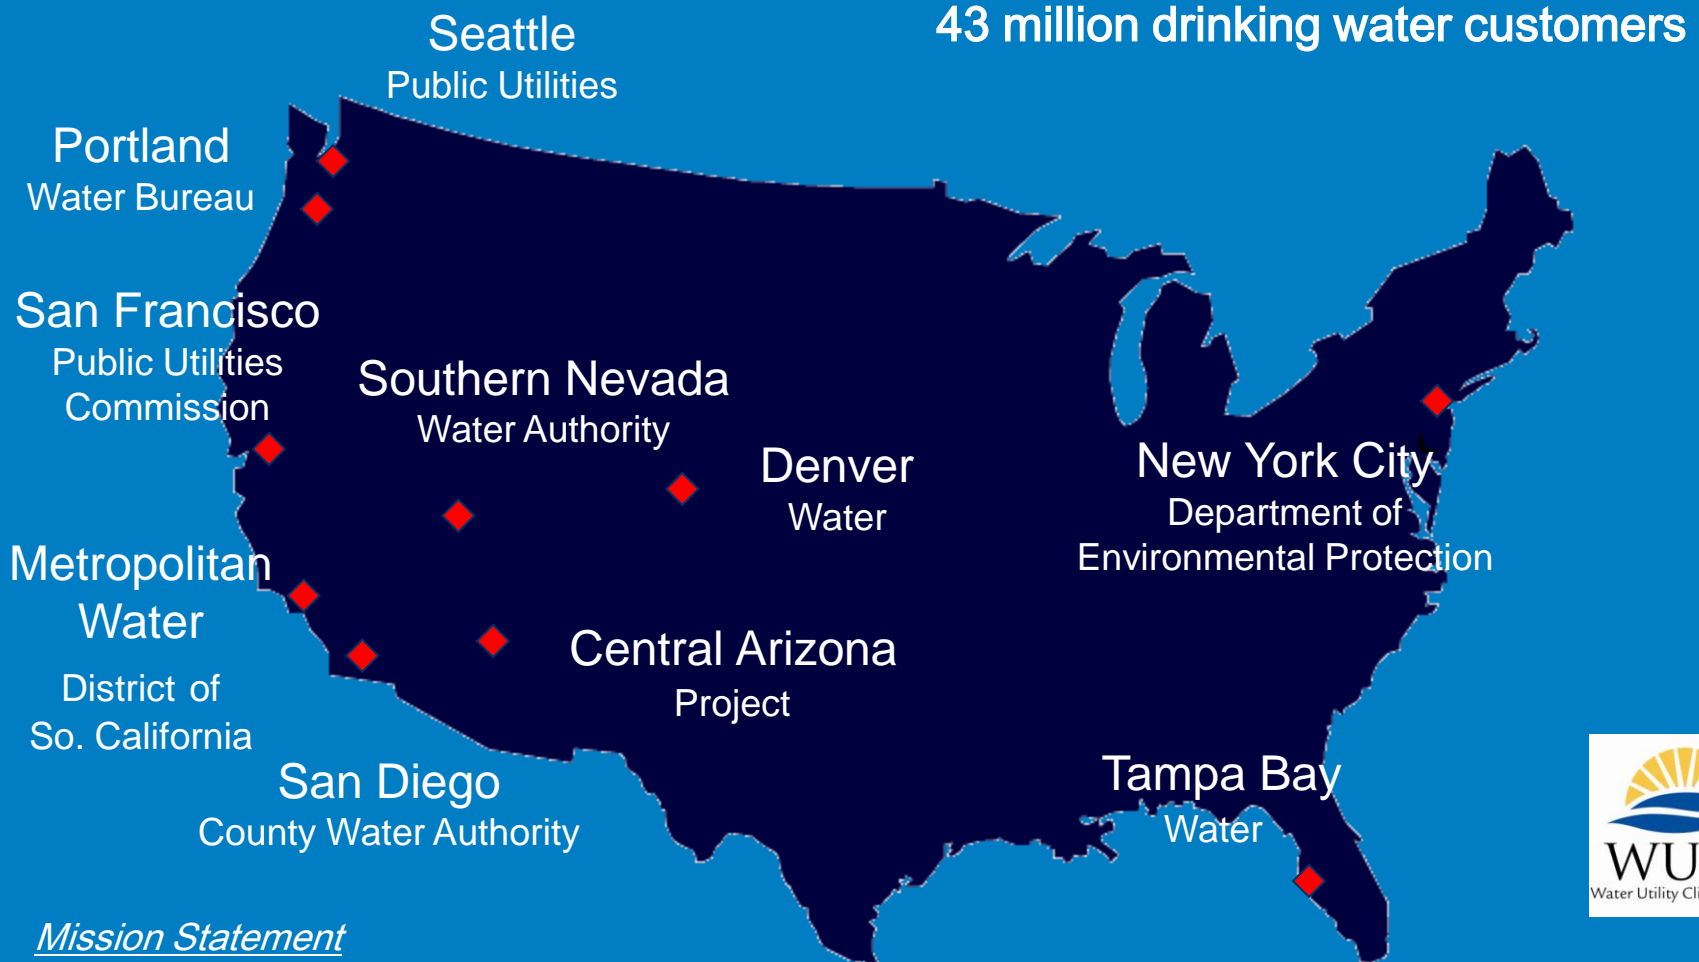 43 million drinking water customers
Seattle
Public Utilities
Portland
Water Bureau
San Francisco
Public Utilities
Commission
Southern Nevada
Water Authority
Denver
Water
New York City
Department of
Environmental Protection
Metropolitan
Water
District of
So. California
Central Arizona
Project
San Diego
County Water Authority
Tampa Bay
Water
Water Utility
Mission Statement